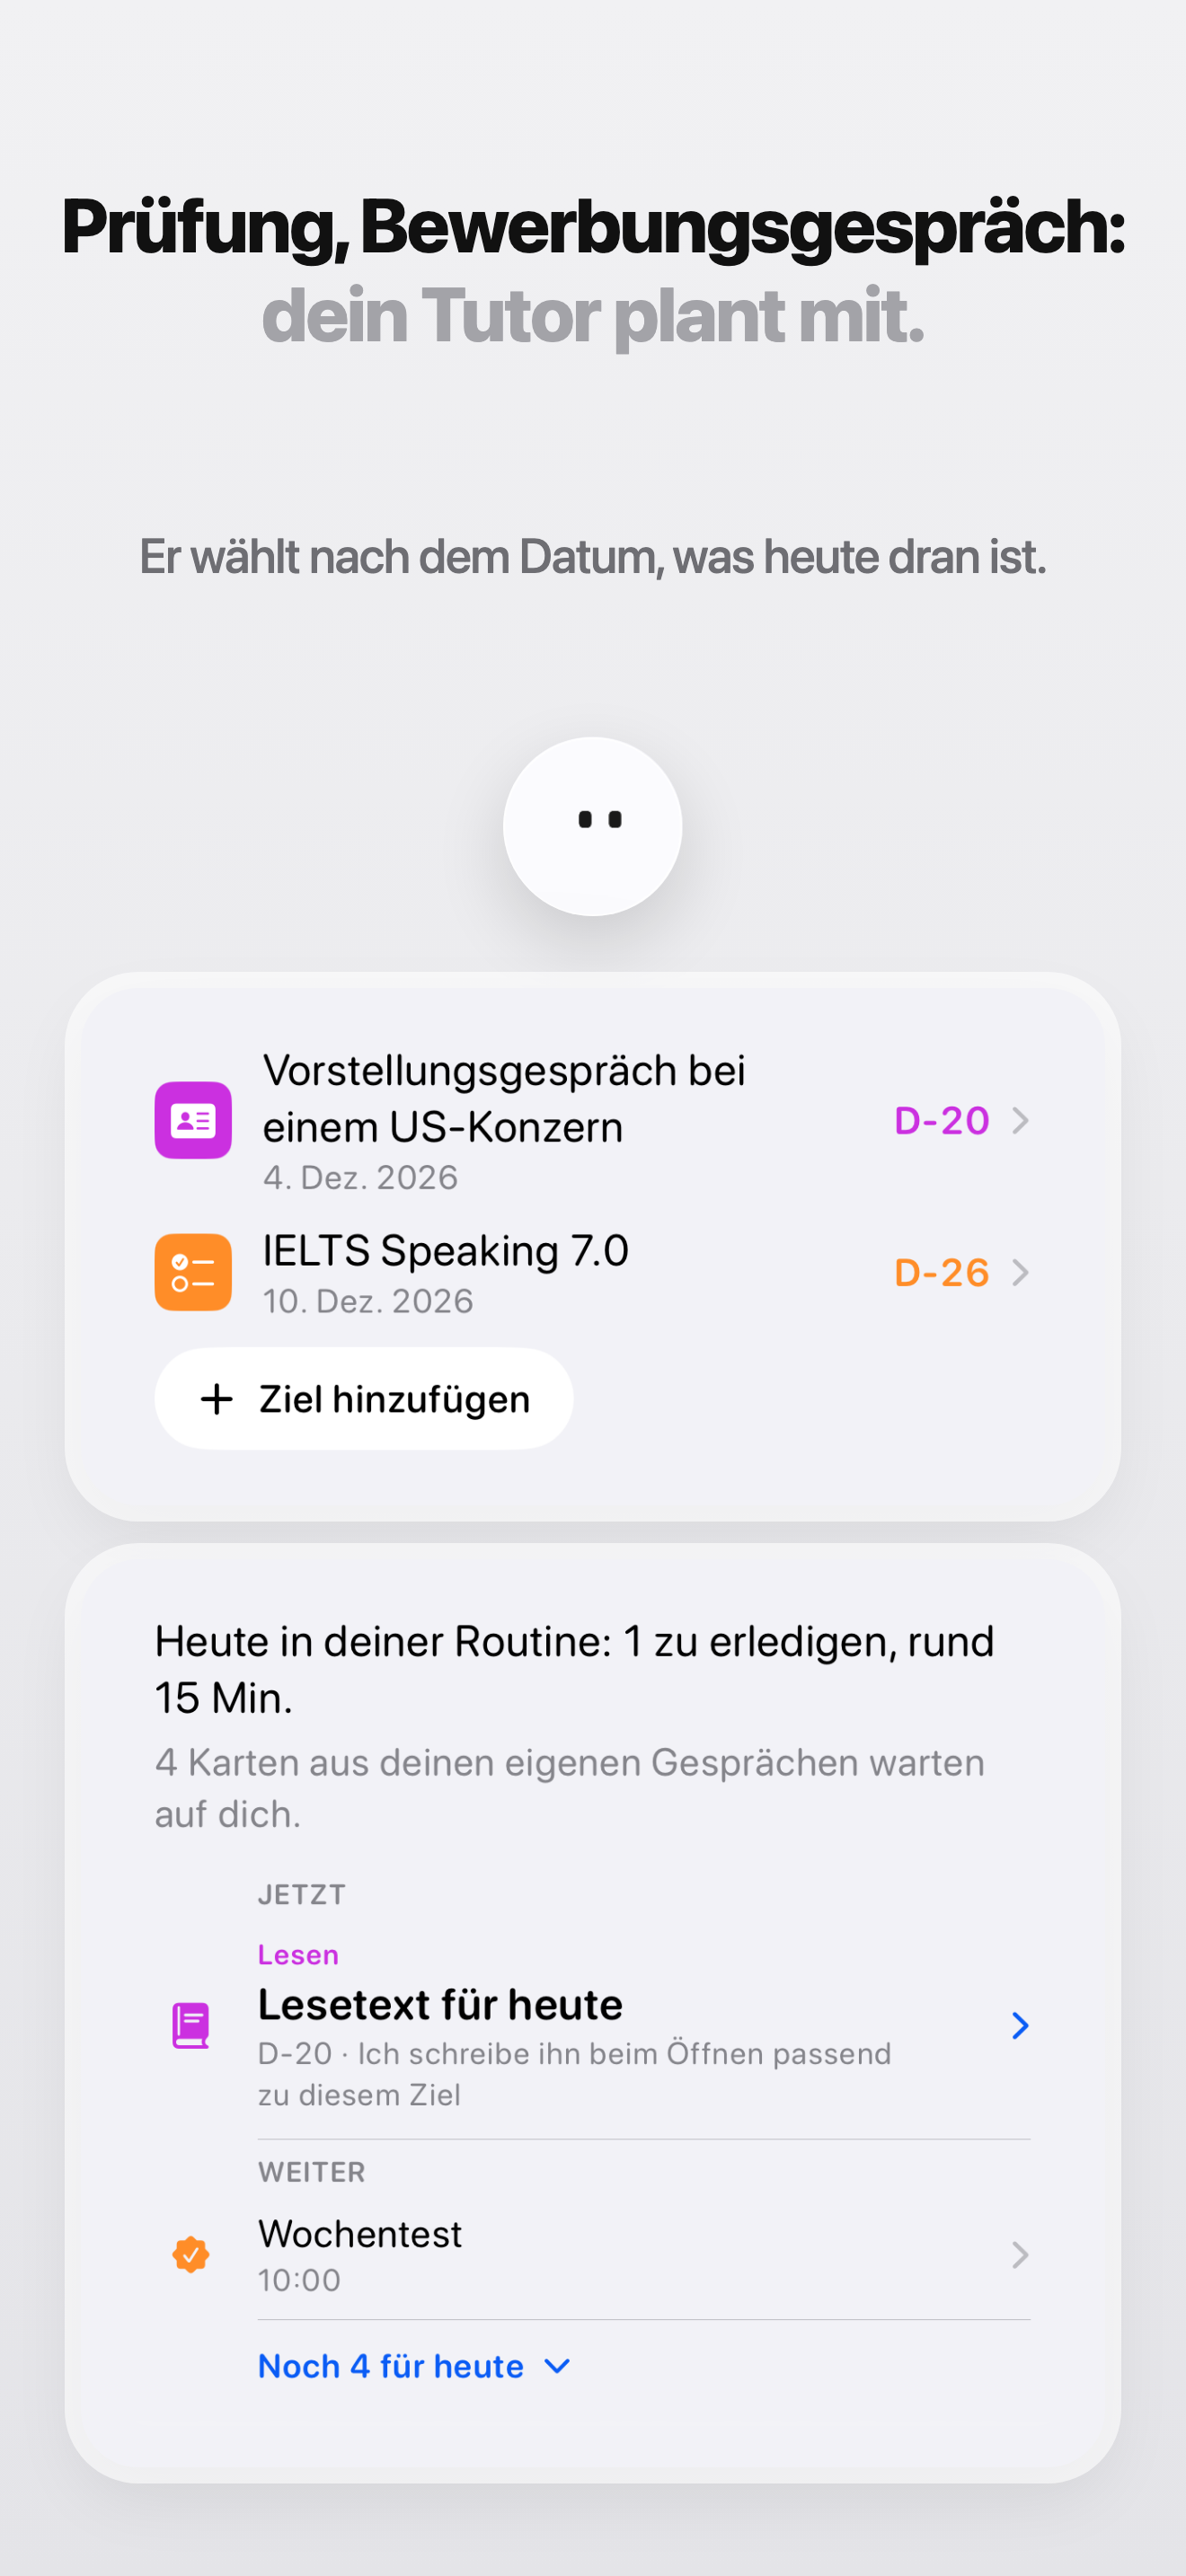 Prüfung, Bewerbungsgespräch:
dein Tutor plant mit.
Er wählt nach dem Datum, was heute dran ist.
Vorstellungsgespräch bei
einem US-Konzern
4. Dez. 2026
D-20
IELTS Speaking 7.0
10. Dez. 2026
D-26
Ziel hinzufügen
Heute in deiner Routine: 1 zu erledigen, rund
15 Min.
4 Karten aus deinen eigenen Gesprächen warten
auf dich.
JETZT
Lesen
Lesetext für heute
D-20 · Ich schreibe ihn beim Öffnen passend
zu diesem Ziel
WEITER
Wochentest
10:00
Noch 4 für heute